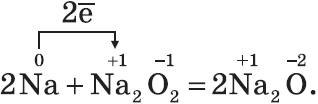 2e̅
0 +1 −1 +1 −2
2Na + Na₂O₂ = 2Na₂O.